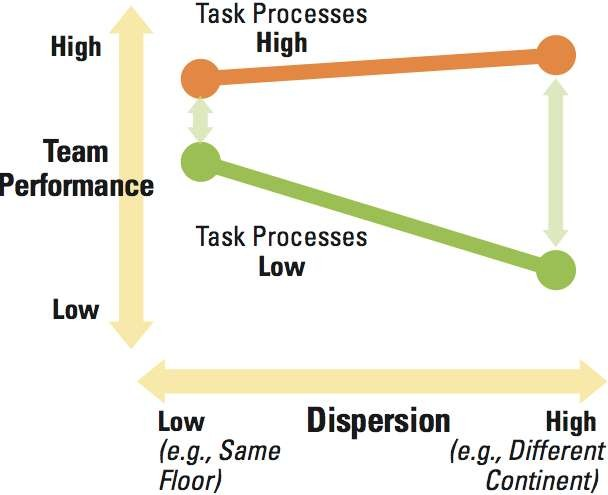 Task Processes
High
High
Team
Performance
Task Processes
Low
Low
Low
Dispersion
High
(e.g., Same
Floor)
(e.g., Different
Continent)